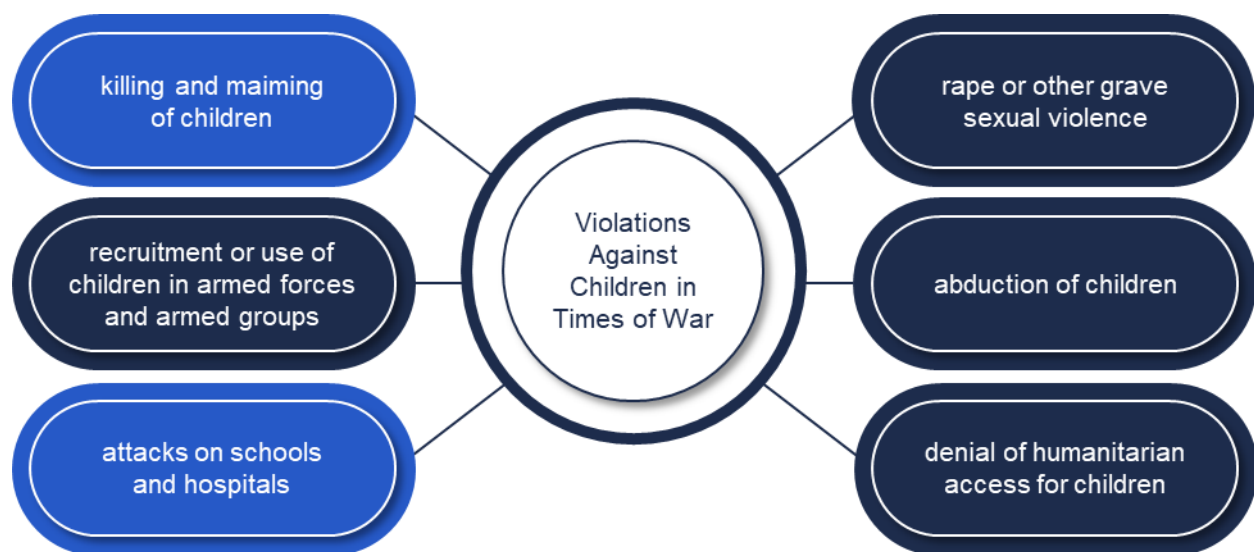 killing and maiming
of children
recruitment or use of
children in armed forces
and armed groups
attacks on schools
and hospitals
Violations
Against
Children in
Times of War
rape or other grave
sexual violence
abduction of children
denial of humanitarian
access for children